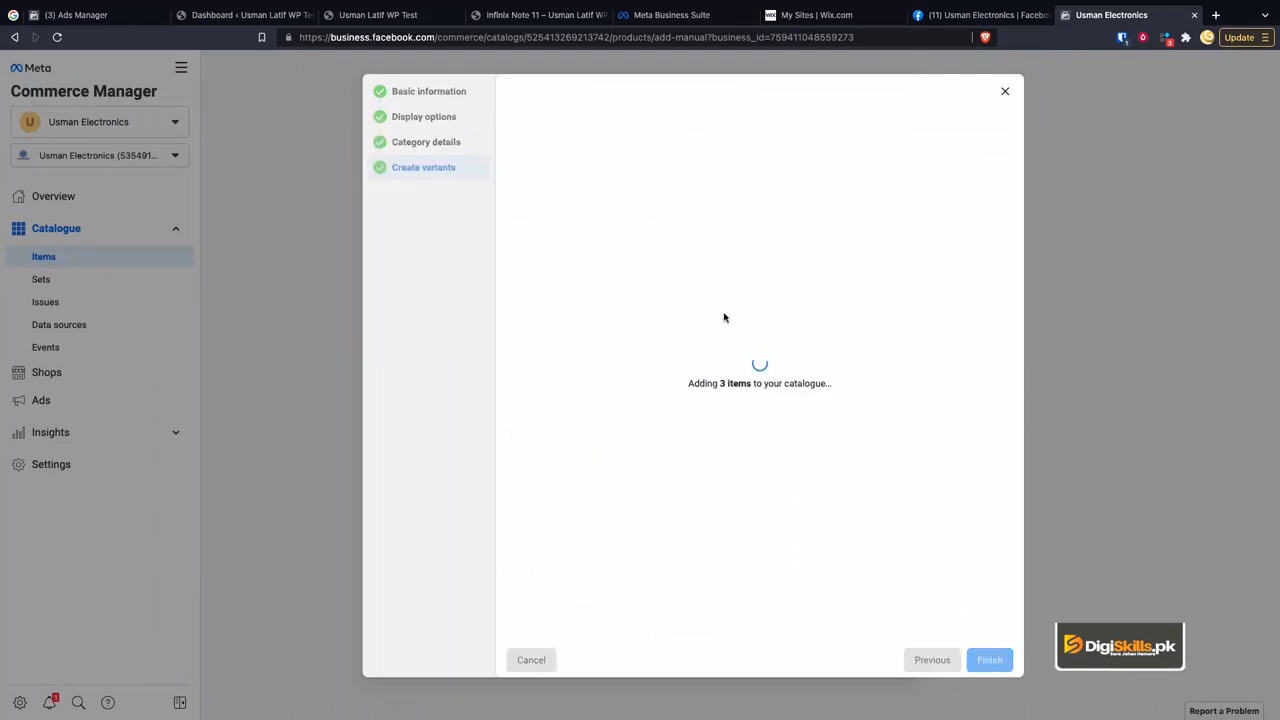 (3) Ads Manager
Dashboard ‹ Usman Latif WP Te
Usman Latif WP Test
Infinix Note 11 – Usman Latif WP
Meta Business Suite
My Sites | Wix.com
(11) Usman Electronics | Facebo
Usman Electronics
https://business.facebook.com/commerce/catalogs/525413269213742/products/add-manual?business_id=759411048559273
Update
Meta
Commerce Manager
U
Usman Electronics
Usman Electronics (535491...
Overview
Catalogue
Items
Sets
Issues
Data sources
Events
Shops
Ads
Insights
Settings
1
Basic information
Display options
Category details
Create variants
Adding 3 items to your catalogue...
Cancel
Previous
Finish
DigiSkills.pk
Report a Problem